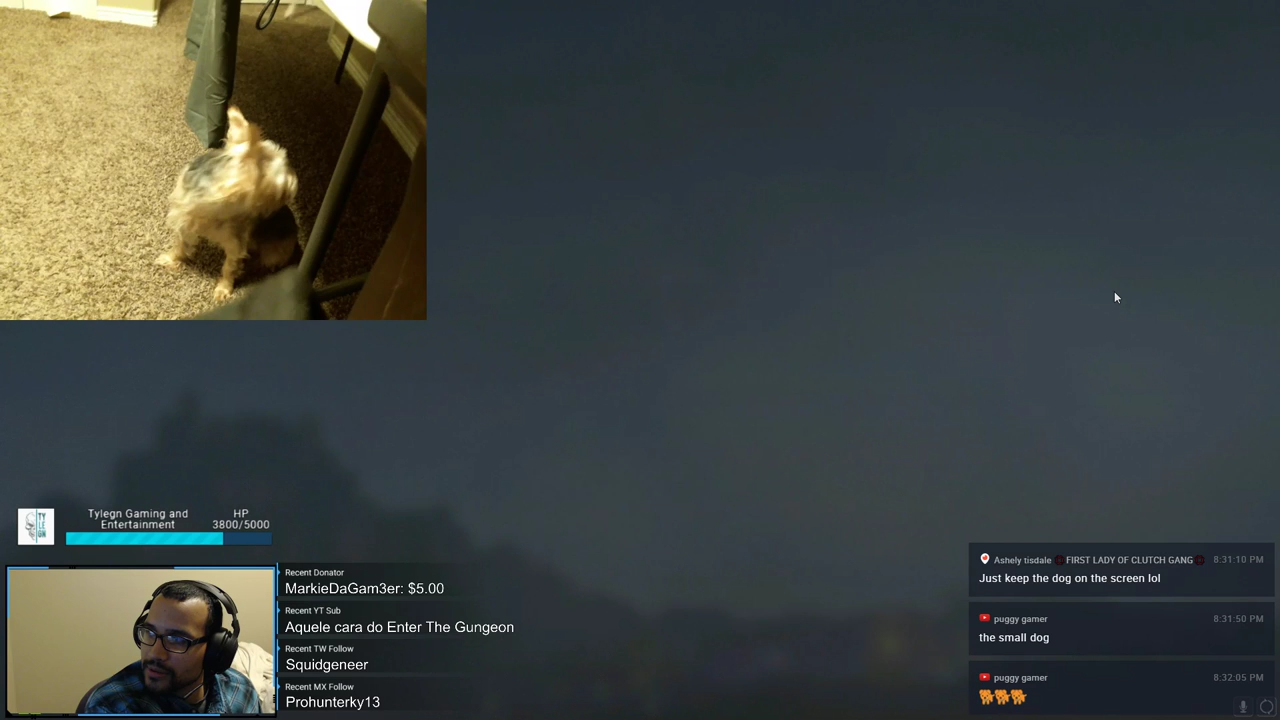 Tylegn Gaming and
Entertainment
HP
3800/5000
TY
LE
GN
Recent Donator
MarkieDaGam3er: $5.00
Recent YT Sub
Aquele cara do Enter The Gungeon
Recent TW Follow
Squidgeneer
Recent MX Follow
Prohunterky13
Ashely tisdale FIRST LADY OF CLUTCH GANG 8:31:10 PM
Just keep the dog on the screen lol
puggy gamer 8:31:50 PM
the small dog
puggy gamer 8:32:05 PM
🐕🐕🐕